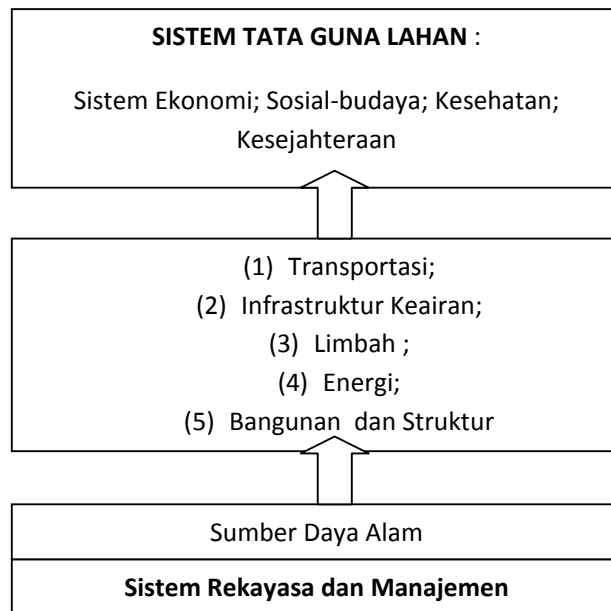 SISTEM TATA GUNA LAHAN :
Sistem Ekonomi; Sosial-budaya; Kesehatan;
Kesejahteraan
(1) Transportasi;
(2) Infrastruktur Keairan;
(3) Limbah ;
(4) Energi;
(5) Bangunan dan Struktur
Sumber Daya Alam
Sistem Rekayasa dan Manajemen